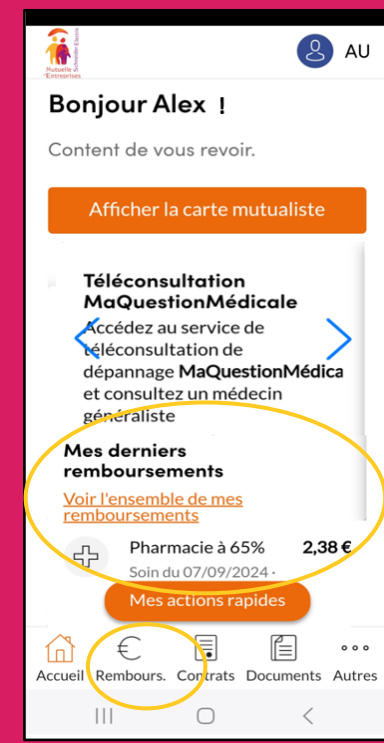 Mutuelle
d'Entreprises
Schneider Electric
AU
Bonjour Alex !
Content de vous revoir.
Afficher la carte mutualiste
Téléconsultation
MaQuestionMédicale
Accédez au service de
téléconsultation de
dépannage MaQuestionMédica
et consultez un médecin
généraliste
Mes derniers
remboursements
Voir l'ensemble de mes
remboursements
Pharmacie à 65% 2,38 €
Soin du 07/09/2024 ·
Mes actions rapides
Accueil Rembours. Contrats Documents Autres